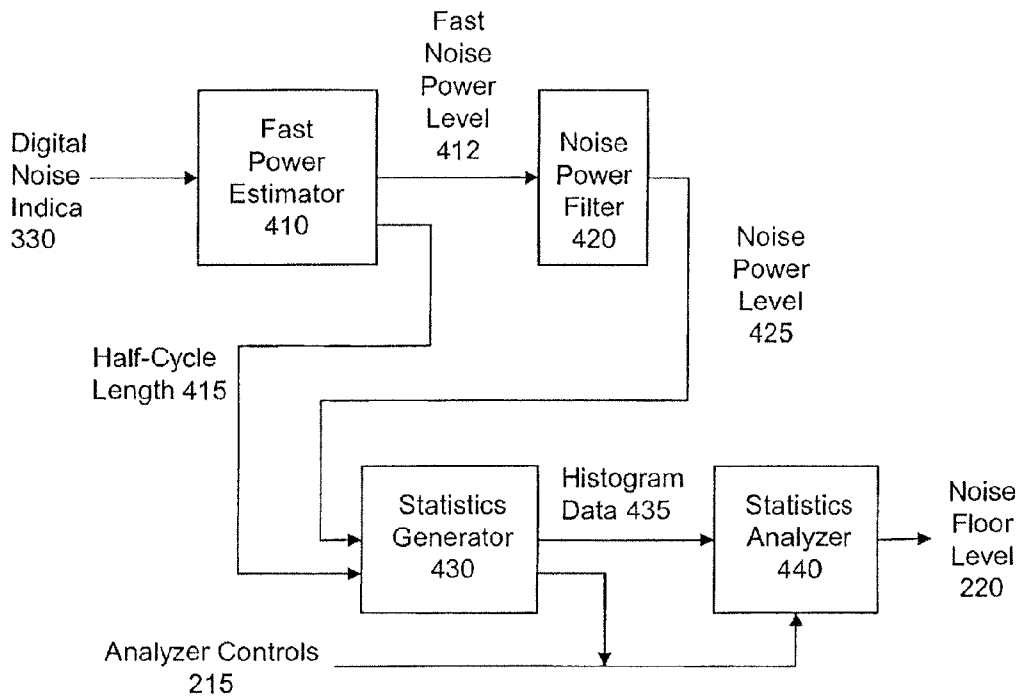 Fast
Noise
Power
Level
412
Digital
Noise
Indica
330
Fast
Power
Estimator
410
Noise
Power
Filter
420
Noise
Power
Level
425
Half-Cycle
Length 415
Statistics
Generator
430
Histogram
Data 435
Statistics
Analyzer
440
Noise
Floor
Level
220
Analyzer Controls
215